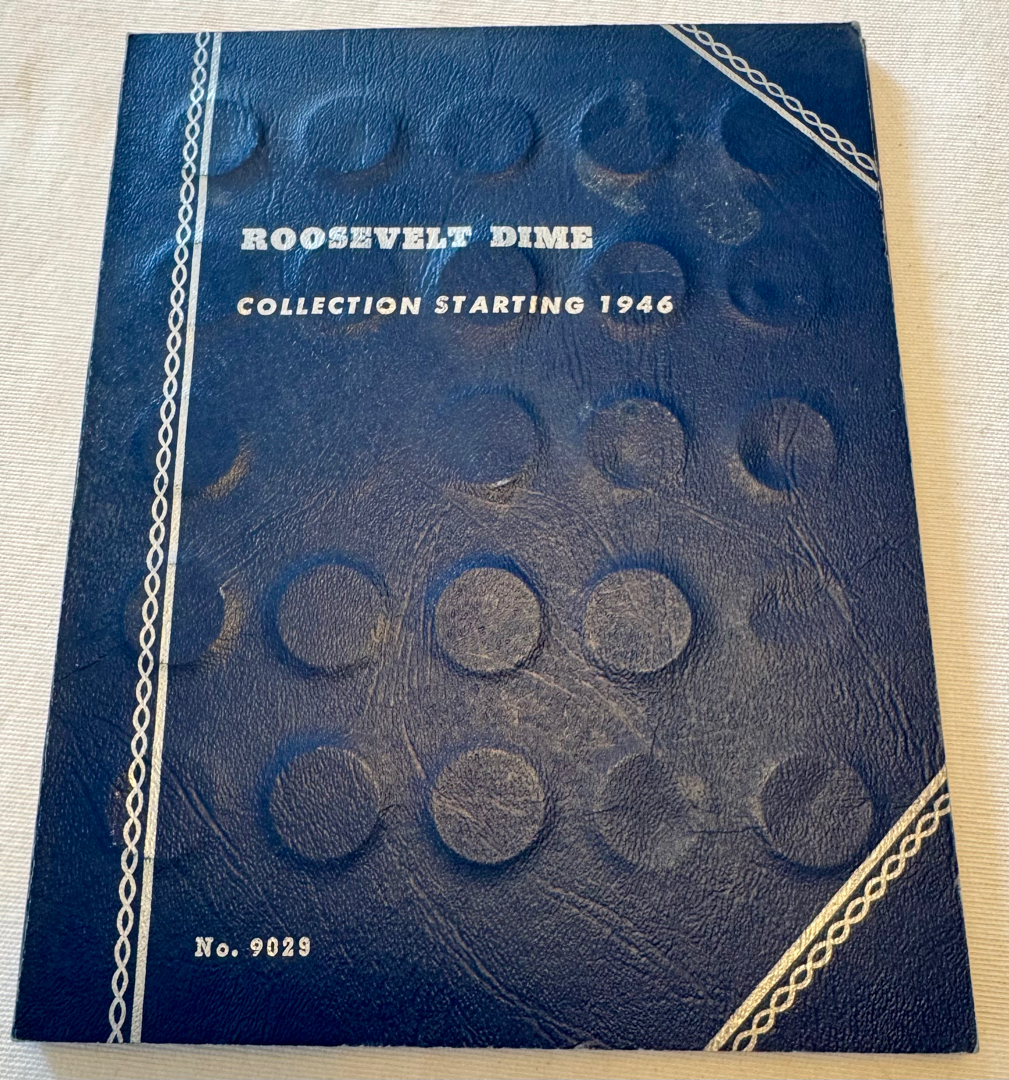 ROOSEVELT DIME
COLLECTION STARTING 1946
No. 9029